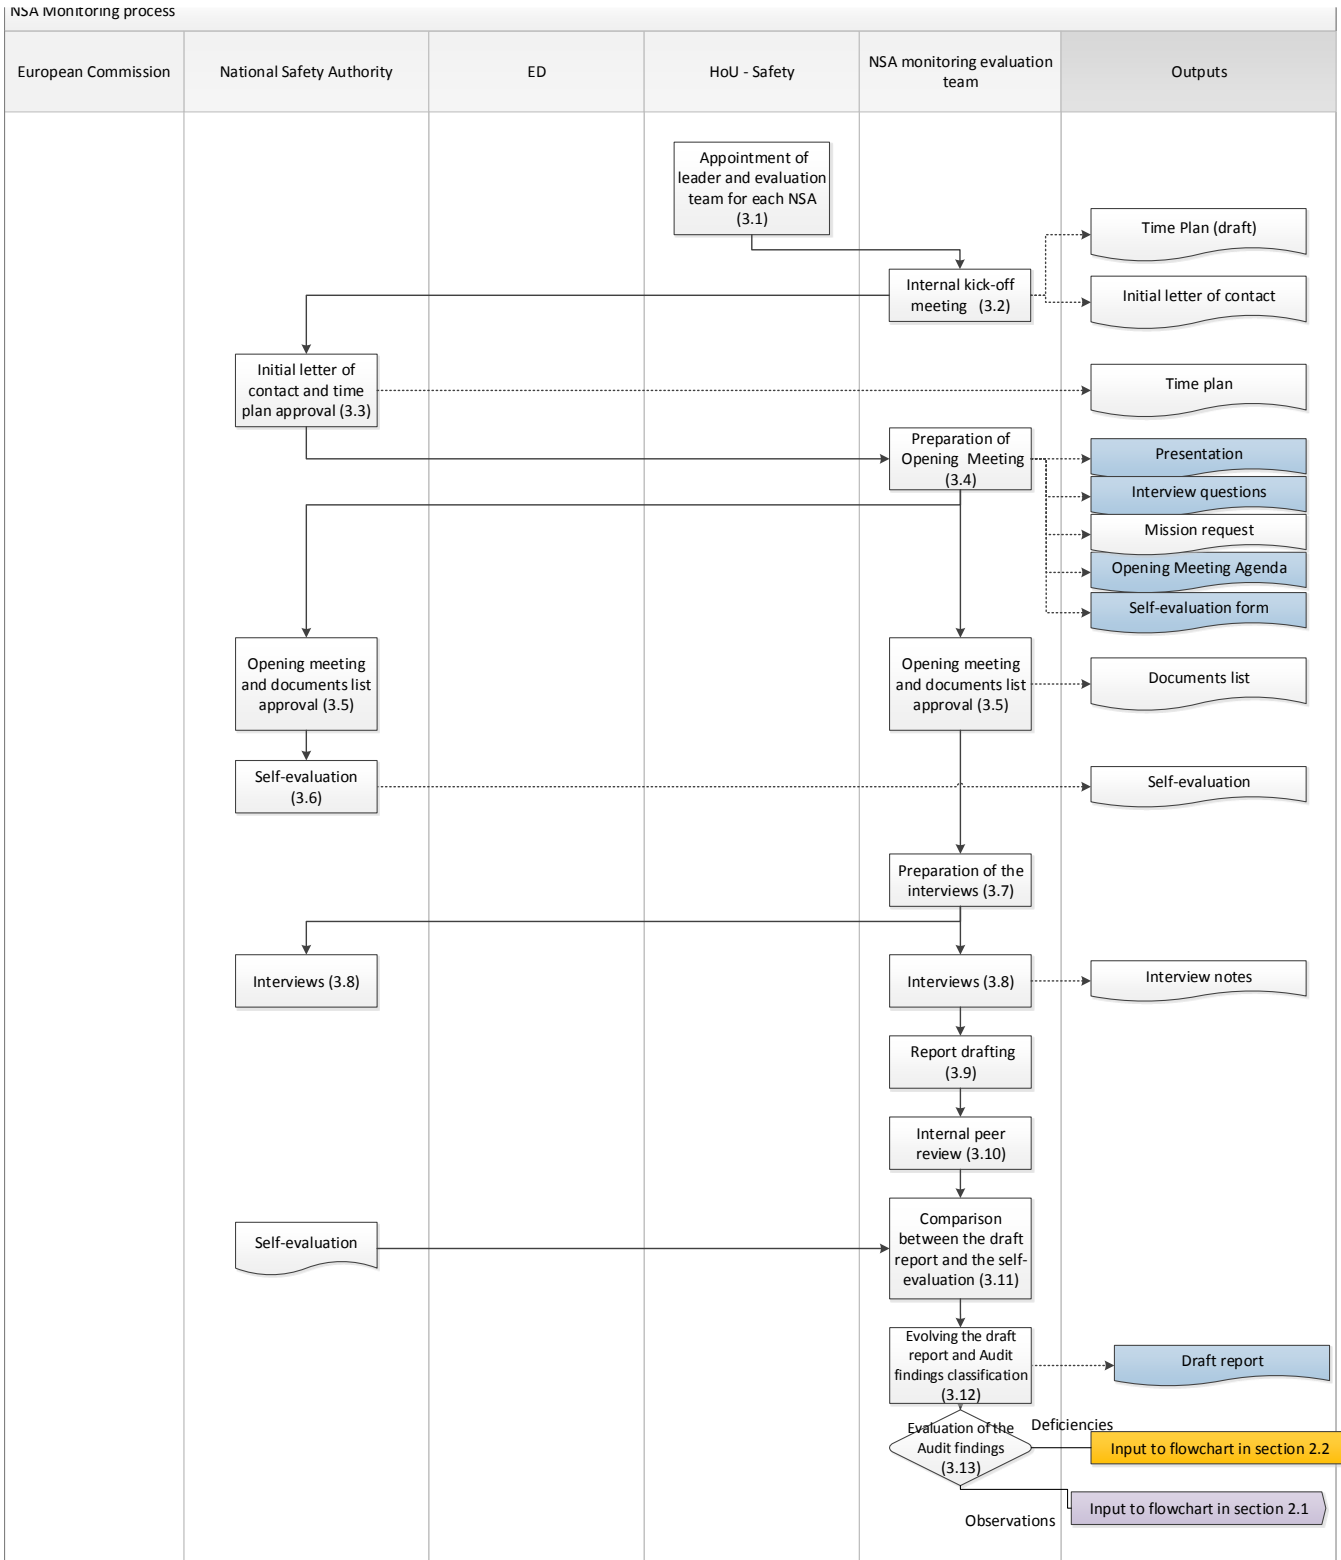 NSA Monitoring process
European Commission
National Safety Authority
ED
HoU - Safety
NSA monitoring evaluation
team
Outputs
Appointment of
leader and evaluation
team for each NSA
(3.1)
Time Plan (draft)
Internal kick-off
meeting (3.2)
Initial letter of contact
Initial letter of
contact and time
plan approval (3.3)
Time plan
Preparation of
Opening Meeting
(3.4)
Presentation
Interview questions
Mission request
Opening Meeting Agenda
Self-evaluation form
Opening meeting
and documents list
approval (3.5)
Opening meeting
and documents list
approval (3.5)
Documents list
Self-evaluation
(3.6)
Self-evaluation
Preparation of the
interviews (3.7)
Interviews (3.8)
Interviews (3.8)
Interview notes
Report drafting
(3.9)
Internal peer
review (3.10)
Self-evaluation
Comparison
between the draft
report and the self-
evaluation (3.11)
Evolving the draft
report and Audit
findings classification
(3.12)
Draft report
Evaluation of the
Audit findings
(3.13)
Deficiencies
Input to flowchart in section 2.2
Observations
Input to flowchart in section 2.1